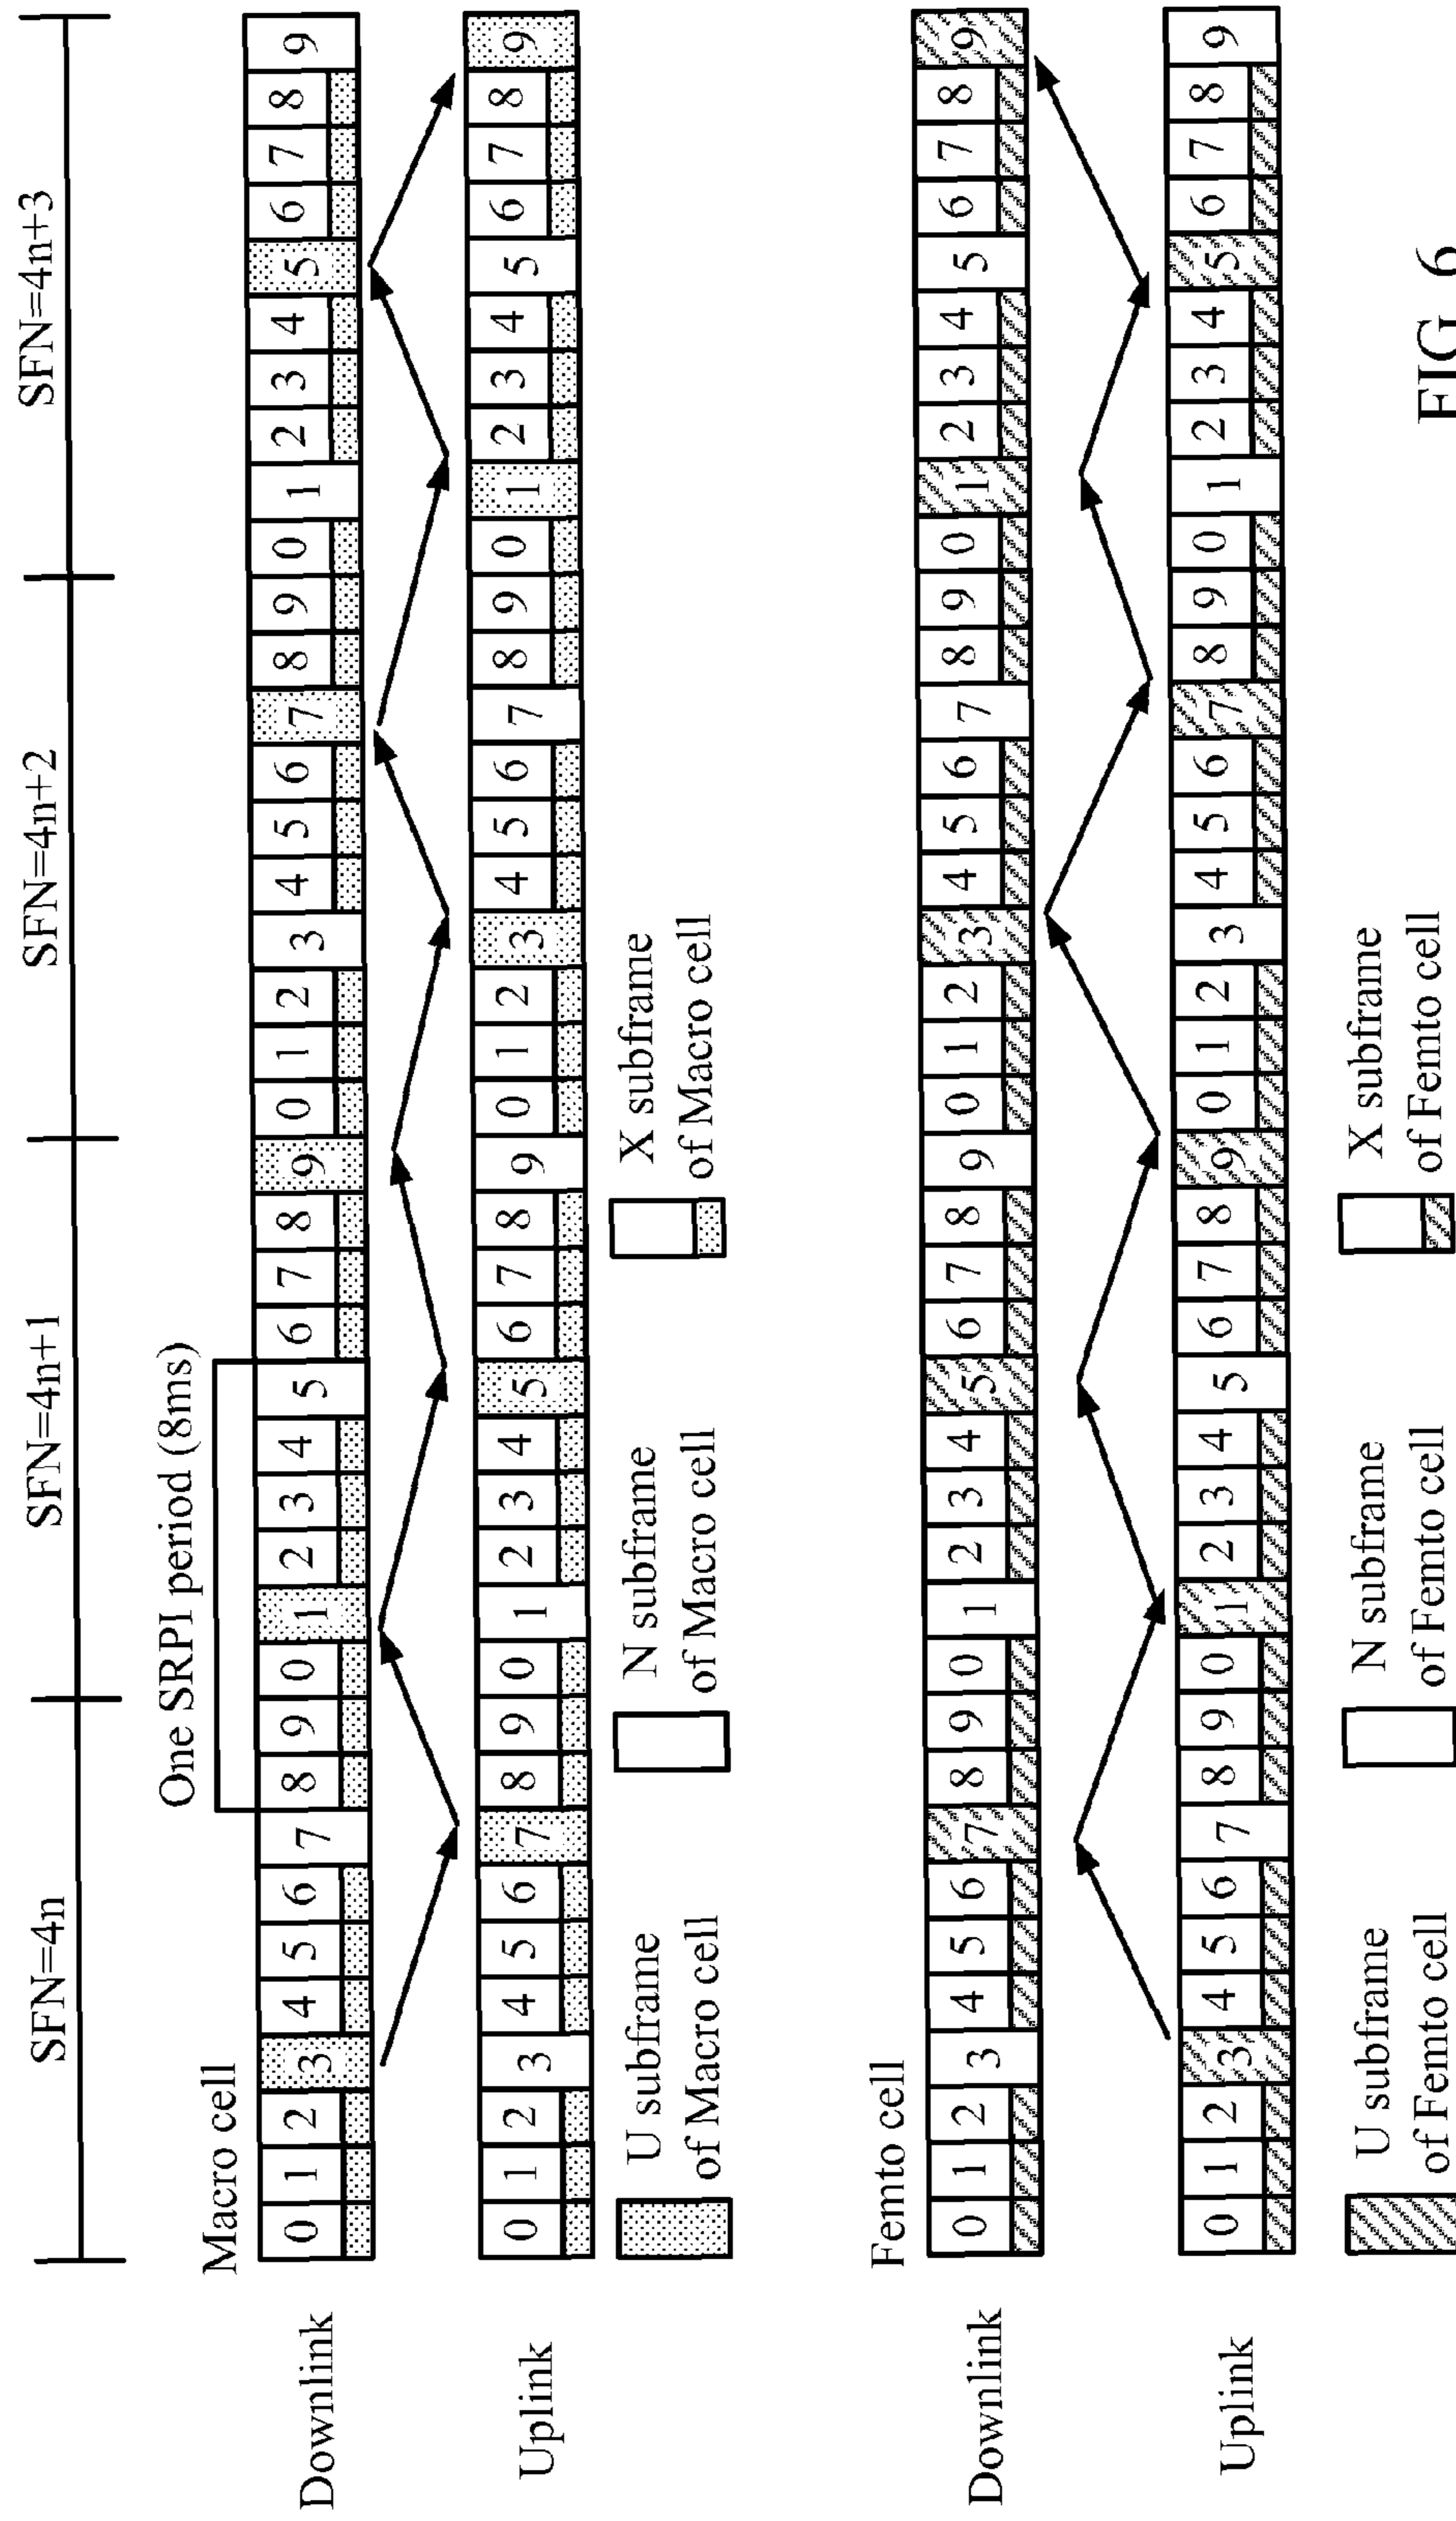 SFN=4n SFN=4n+1 SFN=4n+2 SFN=4n+3
One SRPI period (8ms)
Macro cell
Downlink 0 1 2 3 4 5 6 7 8 9 0 1 2 3 4 5 6 7 8 9 0 1 2 3 4 5 6 7 8 9 0 1 2 3 4 5 6 7 8 9
Uplink 0 1 2 3 4 5 6 7 8 9 0 1 2 3 4 5 6 7 8 9 0 1 2 3 4 5 6 7 8 9 0 1 2 3 4 5 6 7 8 9
U subframe
of Macro cell
N subframe
of Macro cell
X subframe
of Macro cell
Femto cell
Downlink 0 1 2 3 4 5 6 7 8 9 0 1 2 3 4 5 6 7 8 9 0 1 2 3 4 5 6 7 8 9 0 1 2 3 4 5 6 7 8 9
Uplink 0 1 2 3 4 5 6 7 8 9 0 1 2 3 4 5 6 7 8 9 0 1 2 3 4 5 6 7 8 9 0 1 2 3 4 5 6 7 8 9
U subframe
of Femto cell
N subframe
of Femto cell
X subframe
of Femto cell
FIG. 6